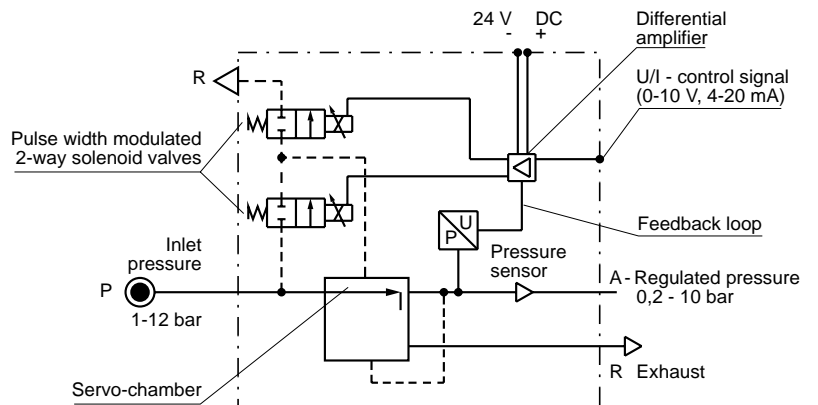 24 V DC
- +
Differential
amplifier
R
U/I - control signal
(0-10 V, 4-20 mA)
Pulse width modulated
2-way solenoid valves
U
P
Feedback loop
Inlet
pressure
Pressure
sensor
P
A - Regulated pressure
0,2 - 10 bar
1-12 bar
R Exhaust
Servo-chamber